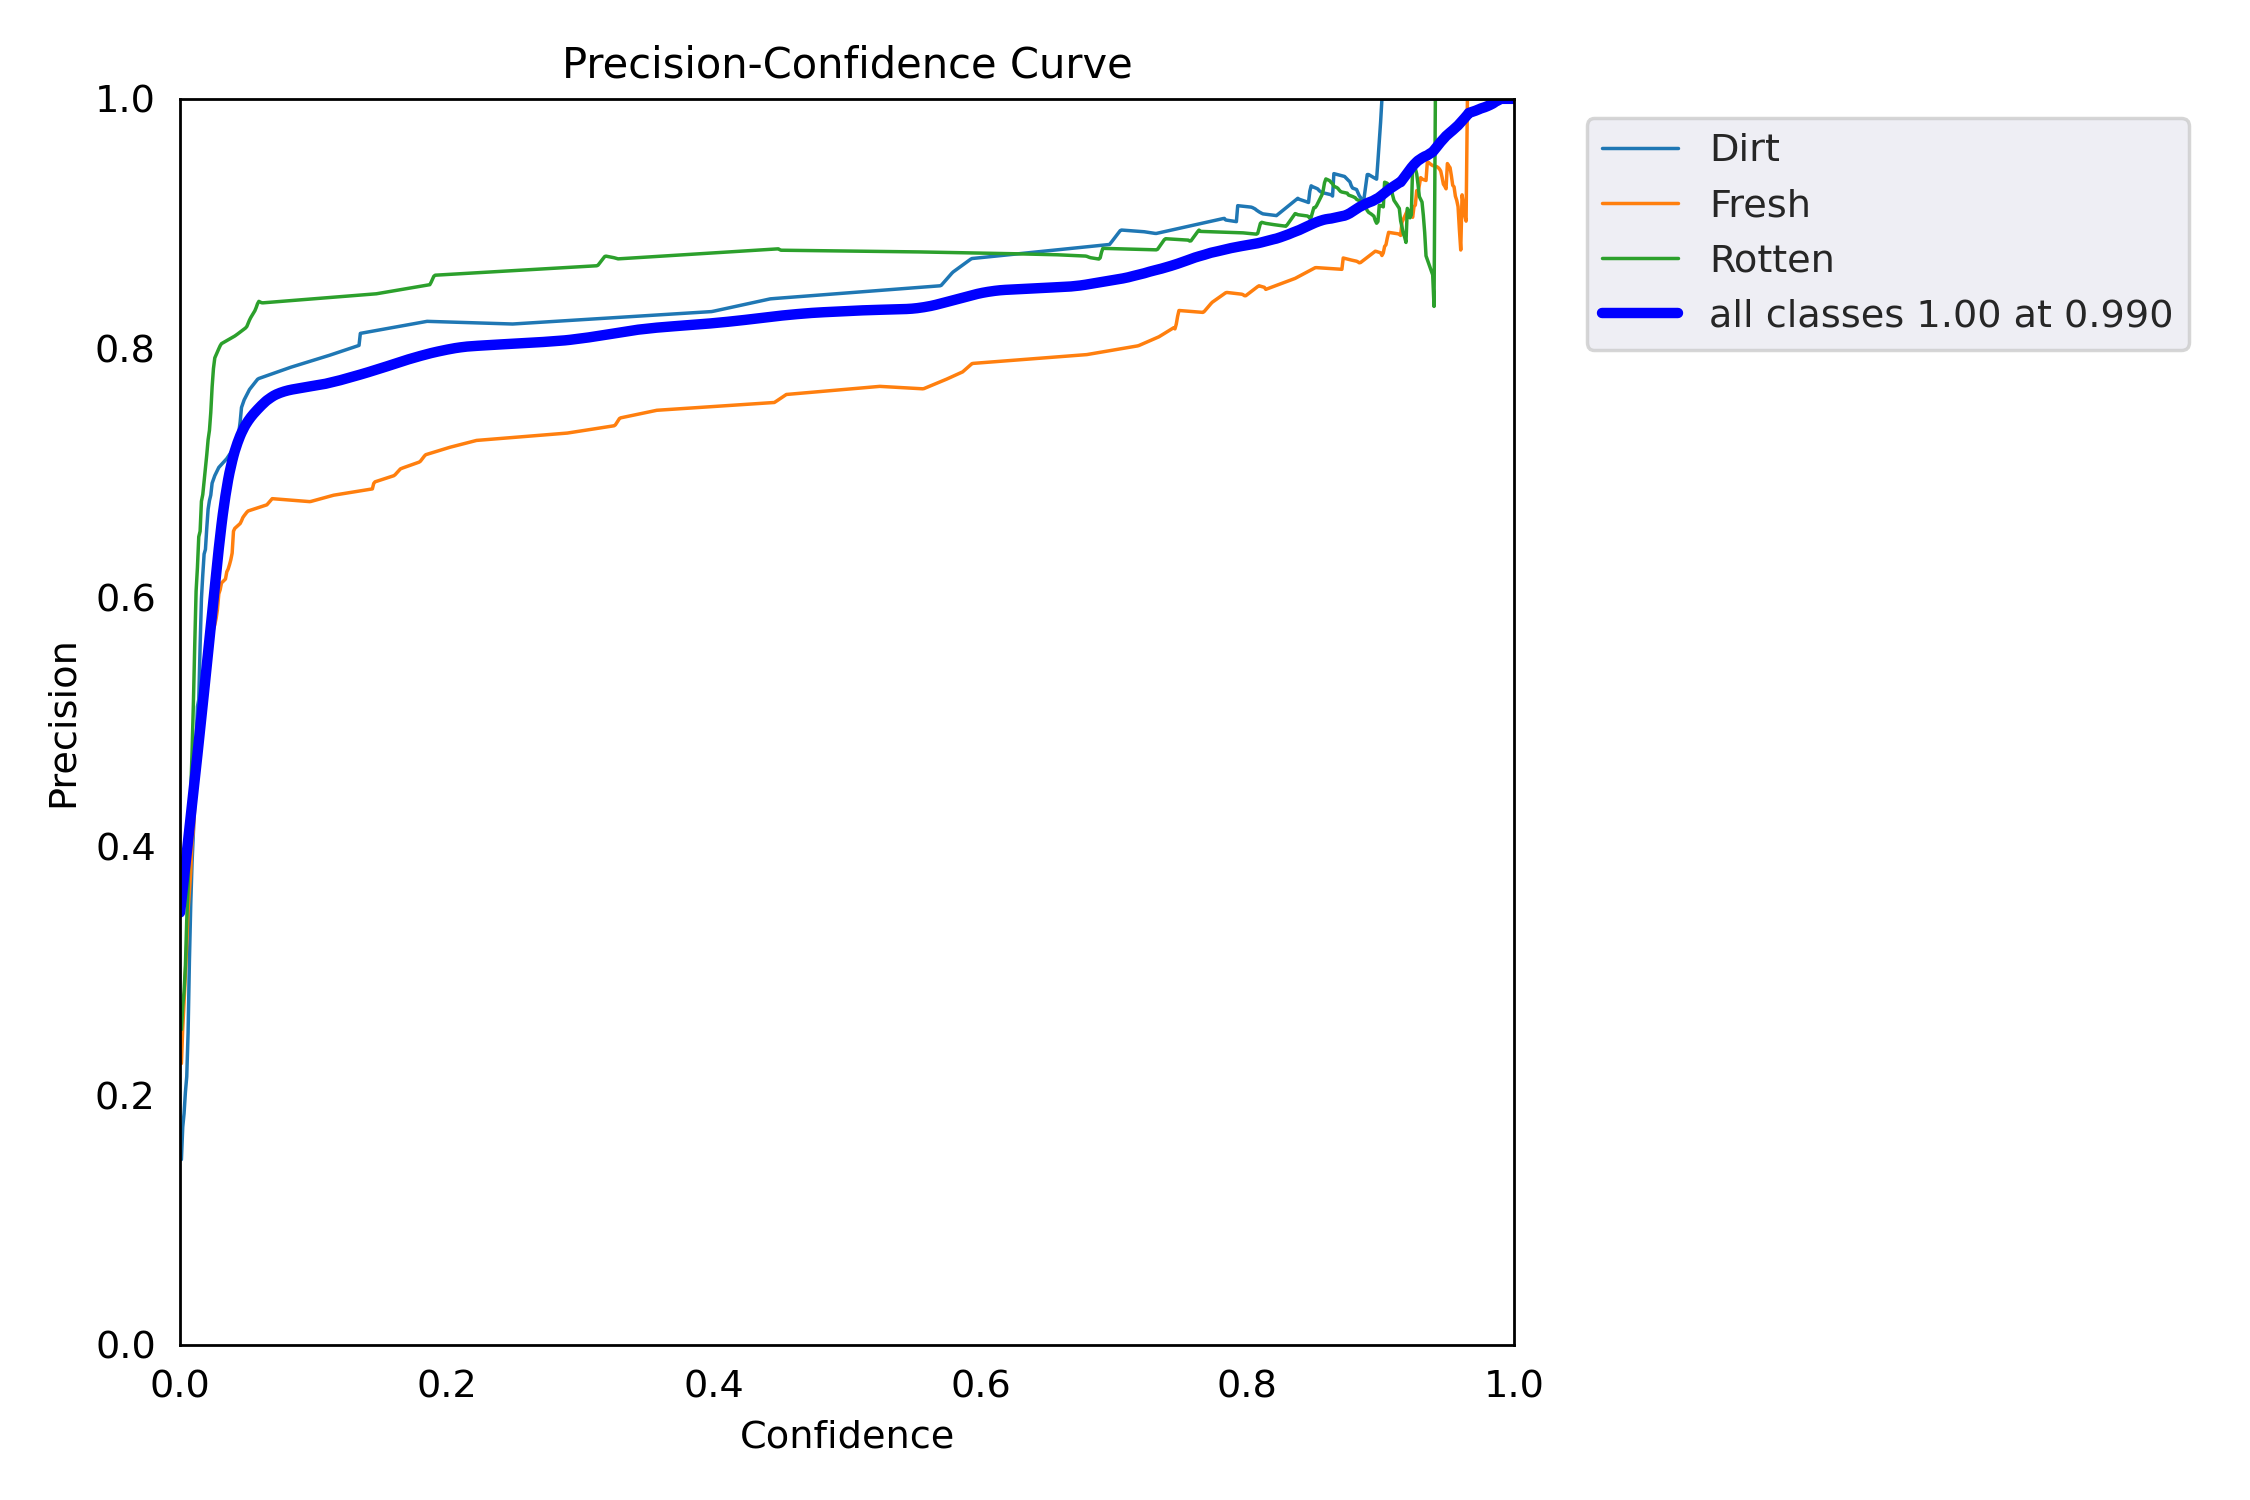 Precision-Confidence Curve
1.0
0.8
0.6
0.4
0.2
0.0
Precision
0.0 0.2 0.4 0.6 0.8 1.0
Confidence
Dirt
Fresh
Rotten
all classes 1.00 at 0.990